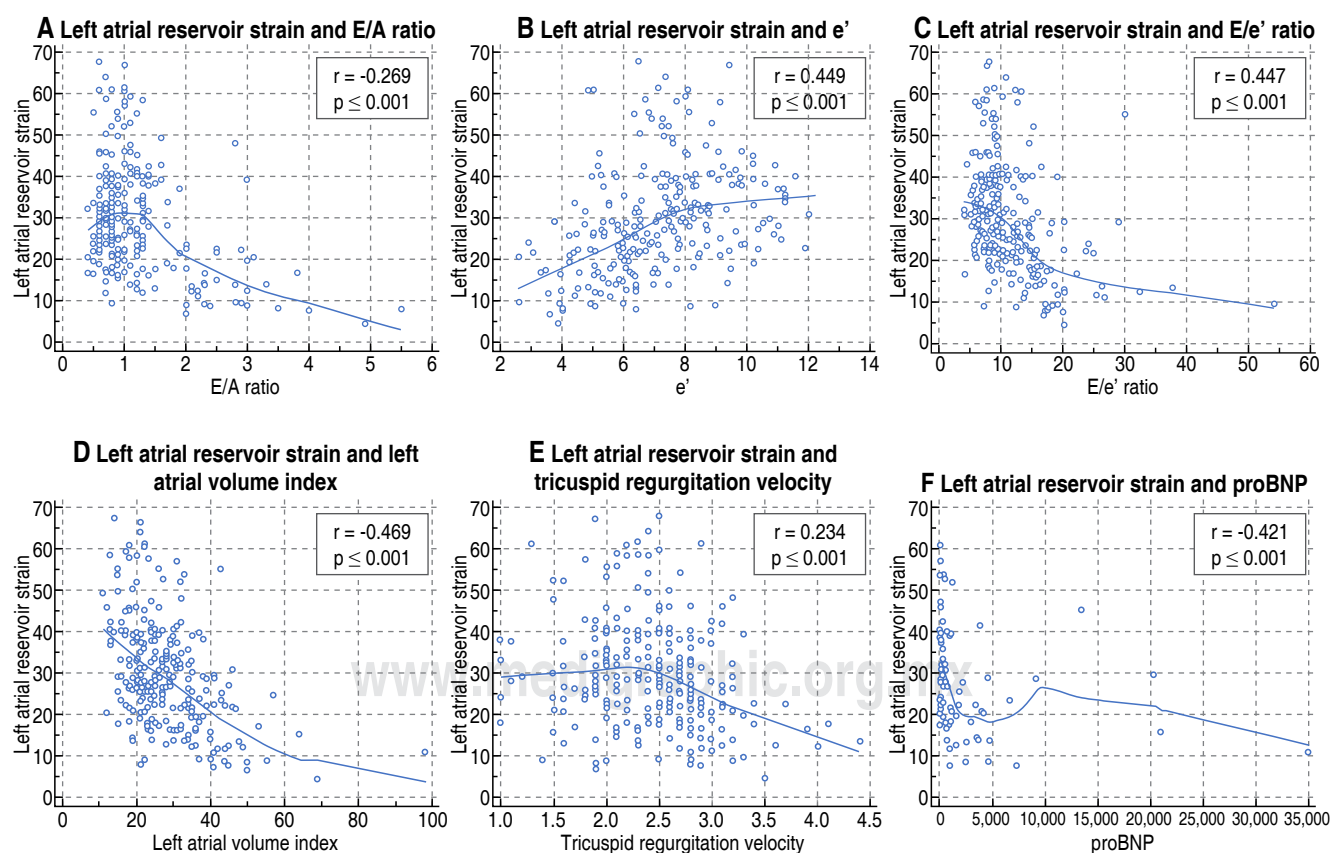 A Left atrial reservoir strain and E/A ratio
70
60
50
40
30
20
10
0
Left atrial reservoir strain
r = -0.269
p ≤ 0.001
0 1 2 3 4 5 6
E/A ratio
B Left atrial reservoir strain and e’
70
60
50
40
30
20
10
0
Left atrial reservoir strain
r = 0.449
p ≤ 0.001
2 4 6 8 10 12 14
e’
C Left atrial reservoir strain and E/e’ ratio
70
60
50
40
30
20
10
0
Left atrial reservoir strain
r = 0.447
p ≤ 0.001
0 10 20 30 40 50 60
E/e’ ratio
D Left atrial reservoir strain and left
atrial volume index
70
60
50
40
30
20
10
0
Left atrial reservoir strain
r = -0.469
p ≤ 0.001
0 20 40 60 80 100
Left atrial volume index
E Left atrial reservoir strain and
tricuspid regurgitation velocity
70
60
50
40
30
20
10
0
Left atrial reservoir strain
r = 0.234
p ≤ 0.001
1.0 1.5 2.0 2.5 3.0 3.5 4.0 4.5
Tricuspid regurgitation velocity
F Left atrial reservoir strain and proBNP
70
60
50
40
30
20
10
0
Left atrial reservoir strain
r = -0.421
p ≤ 0.001
0 5,000 10,000 15,000 20,000 25,000 30,000 35,000
proBNP
www.medigraphic.org.mx